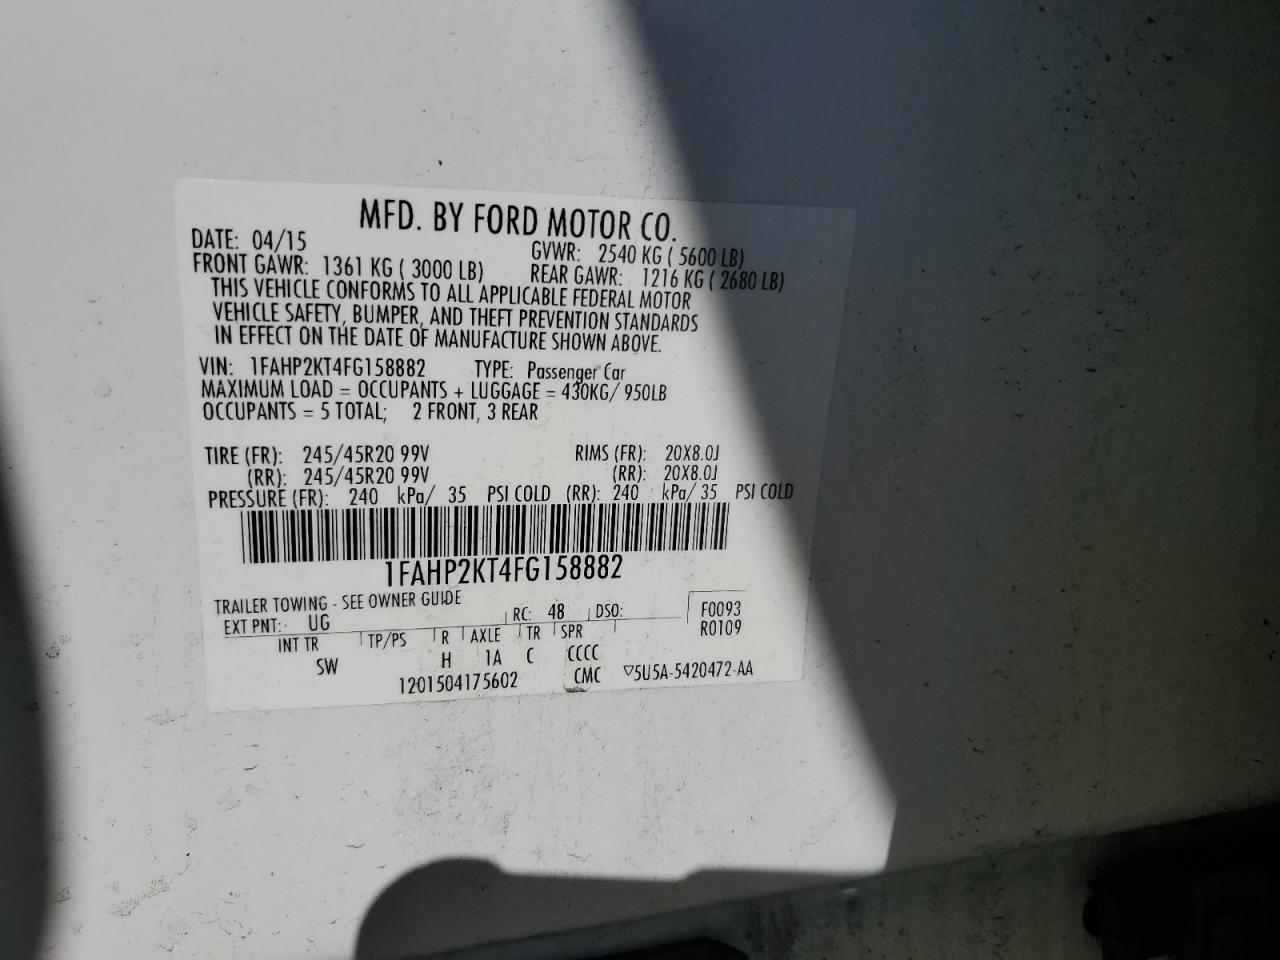 MFD. BY FORD MOTOR CO.
DATE: 04/15 GVWR: 2540 KG ( 5600 LB)
FRONT GAWR: 1361 KG ( 3000 LB) REAR GAWR: 1216 KG ( 2680 LB)
THIS VEHICLE CONFORMS TO ALL APPLICABLE FEDERAL MOTOR
VEHICLE SAFETY, BUMPER, AND THEFT PREVENTION STANDARDS
IN EFFECT ON THE DATE OF MANUFACTURE SHOWN ABOVE.
VIN: 1FAHP2KT4FG158882 TYPE: Passenger Car
MAXIMUM LOAD = OCCUPANTS + LUGGAGE = 430KG/ 950LB
OCCUPANTS = 5 TOTAL; 2 FRONT, 3 REAR
TIRE (FR): 245/45R20 99V RIMS (FR): 20X8.0J
(RR): 245/45R20 99V (RR): 20X8.0J
PRESSURE (FR): 240 kPa/ 35 PSI COLD (RR): 240 kPa/ 35 PSI COLD
1FAHP2KT4FG158882
TRAILER TOWING - SEE OWNER GUIDE
EXT PNT: UG RC: 48 DSO: F0093
R0109
INT TR TP/PS R AXLE TR SPR
SW H 1A C CCCC
1201504175602 CMC ▽5U5A-5420472-AA